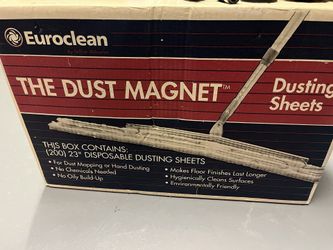 Euroclean
THE DUST MAGNET™
Dusting
Sheets
THIS BOX CONTAINS:
(200) 23" DISPOSABLE DUSTING SHEETS
• For Dust Mopping or Hand Dusting
• No Chemicals Needed
• No Oily Build-Up
• Makes Floor Finishes Last Longer
• Hygienically Cleans Surfaces
• Environmentally Friendly